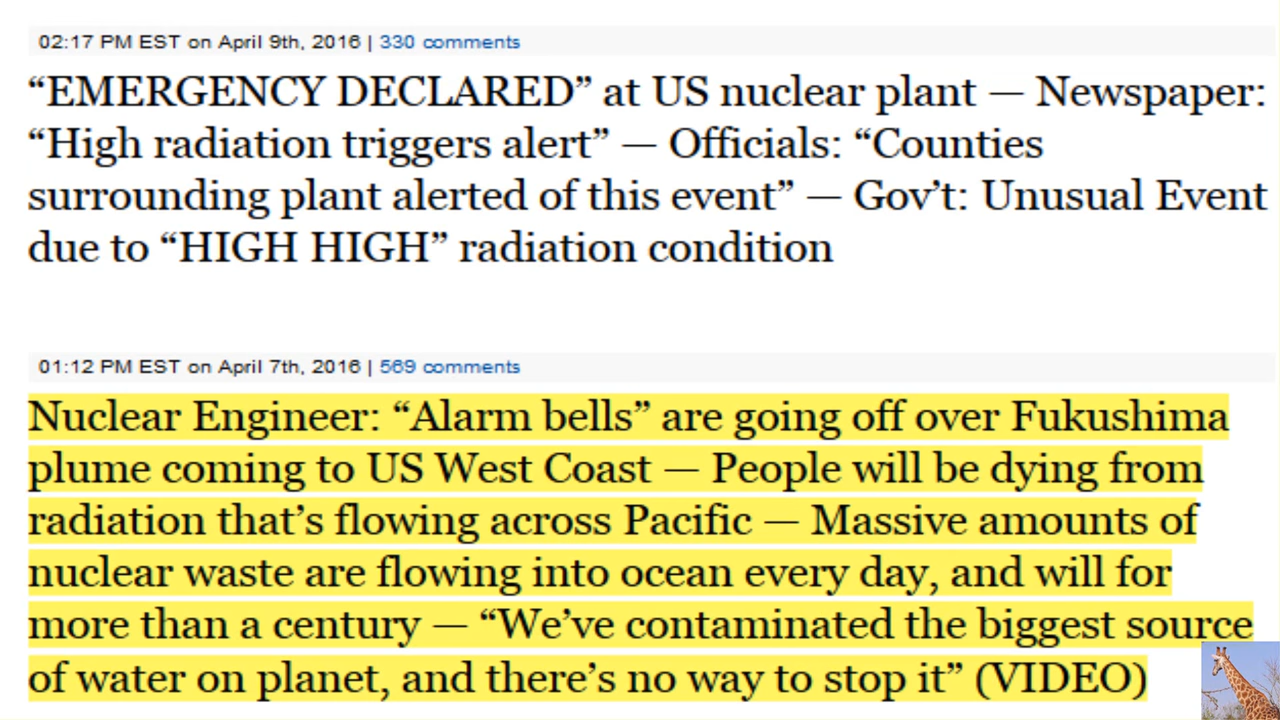 02:17 PM EST on April 9th, 2016 | 330 comments
“EMERGENCY DECLARED” at US nuclear plant — Newspaper:
“High radiation triggers alert” — Officials: “Counties
surrounding plant alerted of this event” — Gov’t: Unusual Event
due to “HIGH HIGH” radiation condition
01:12 PM EST on April 7th, 2016 | 569 comments
Nuclear Engineer: “Alarm bells” are going off over Fukushima
plume coming to US West Coast — People will be dying from
radiation that’s flowing across Pacific — Massive amounts of
nuclear waste are flowing into ocean every day, and will for
more than a century — “We’ve contaminated the biggest source
of water on planet, and there’s no way to stop it” (VIDEO)